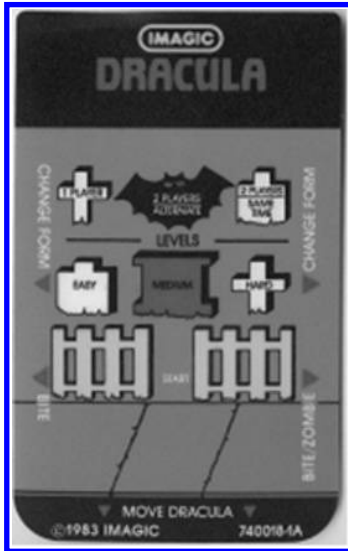 IMAGIC
DRACULA
CHANGE FORM
1 PLAYER
2 PLAYERS
ALTERNATE
2 PLAYERS
SAME
TIME
CHANGE FORM
LEVELS
EASY
MEDIUM
HARD
START
BITE
BITE/ZOMBIE
MOVE DRACULA
©1983 IMAGIC
740018-1A